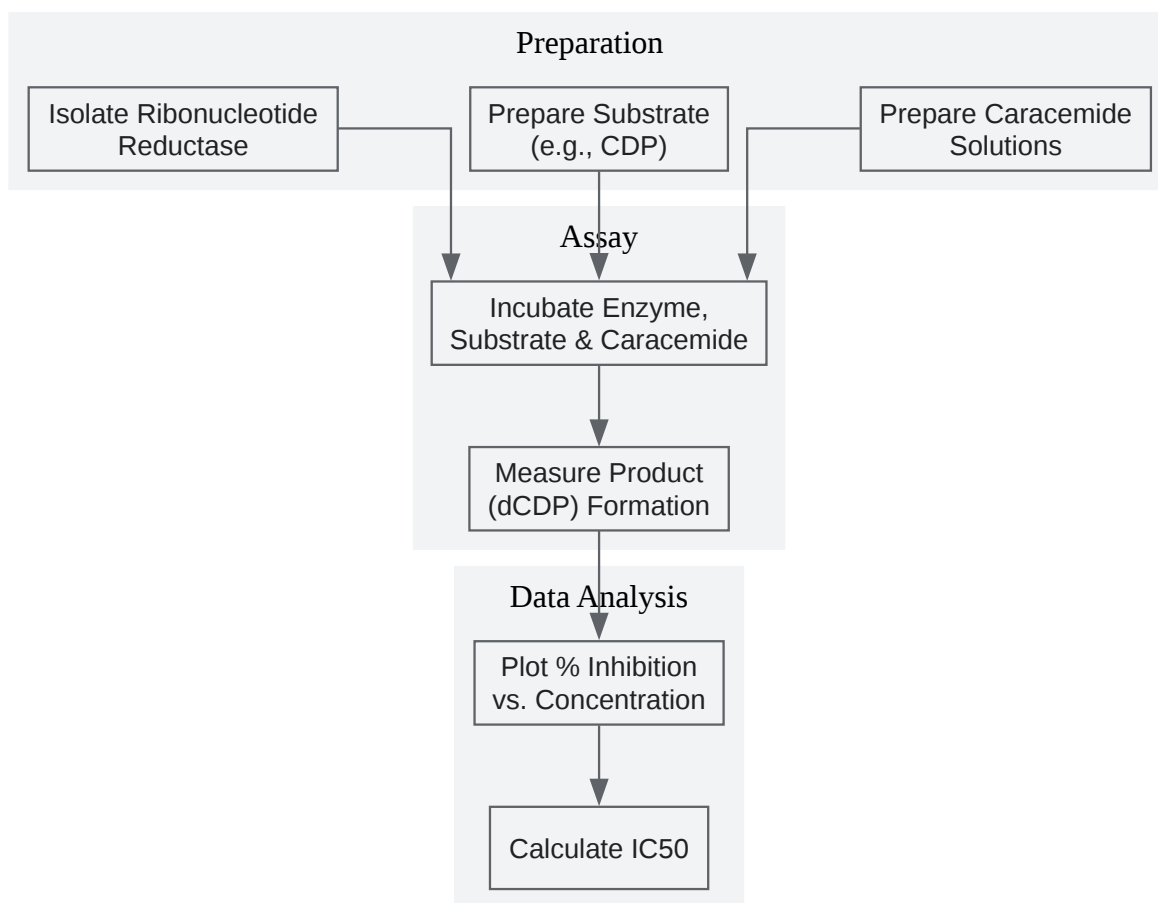 Preparation
Isolate Ribonucleotide
Reductase
Prepare Substrate
(e.g., CDP)
Prepare Caracemide
Solutions
Assay
Incubate Enzyme,
Substrate & Caracemide
Measure Product
(dCDP) Formation
Data Analysis
Plot % Inhibition
vs. Concentration
Calculate IC50